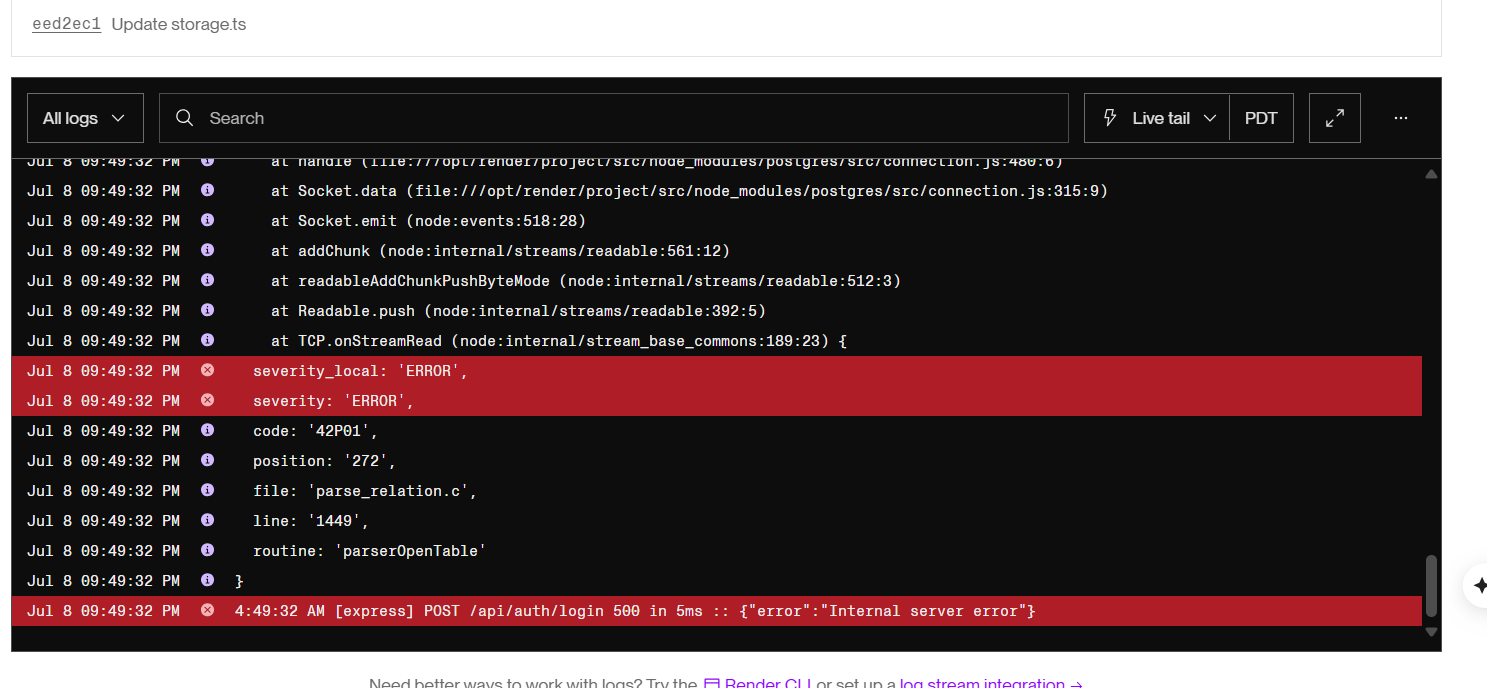 eed2ec1 Update storage.ts
All logs Search Live tail PDT ...
Jul 8 09:49:32 PM i at handle (file:///opt/render/project/src/node_modules/postgres/src/connection.js:480:6)
Jul 8 09:49:32 PM i at Socket.data (file:///opt/render/project/src/node_modules/postgres/src/connection.js:315:9)
Jul 8 09:49:32 PM i at Socket.emit (node:events:518:28)
Jul 8 09:49:32 PM i at addChunk (node:internal/streams/readable:561:12)
Jul 8 09:49:32 PM i at readableAddChunkPushByteMode (node:internal/streams/readable:512:3)
Jul 8 09:49:32 PM i at Readable.push (node:internal/streams/readable:392:5)
Jul 8 09:49:32 PM i at TCP.onStreamRead (node:internal/stream_base_commons:189:23) {
Jul 8 09:49:32 PM severity_local: 'ERROR',
Jul 8 09:49:32 PM severity: 'ERROR',
Jul 8 09:49:32 PM i code: '42P01',
Jul 8 09:49:32 PM i position: '272',
Jul 8 09:49:32 PM i file: 'parse_relation.c',
Jul 8 09:49:32 PM i line: '1449',
Jul 8 09:49:32 PM i routine: 'parserOpenTable'
Jul 8 09:49:32 PM i }
Jul 8 09:49:32 PM 4:49:32 AM [express] POST /api/auth/login 500 in 5ms :: {"error":"Internal server error"}
Need better ways to work with logs? Try the Render CLI or set up a log stream integration →